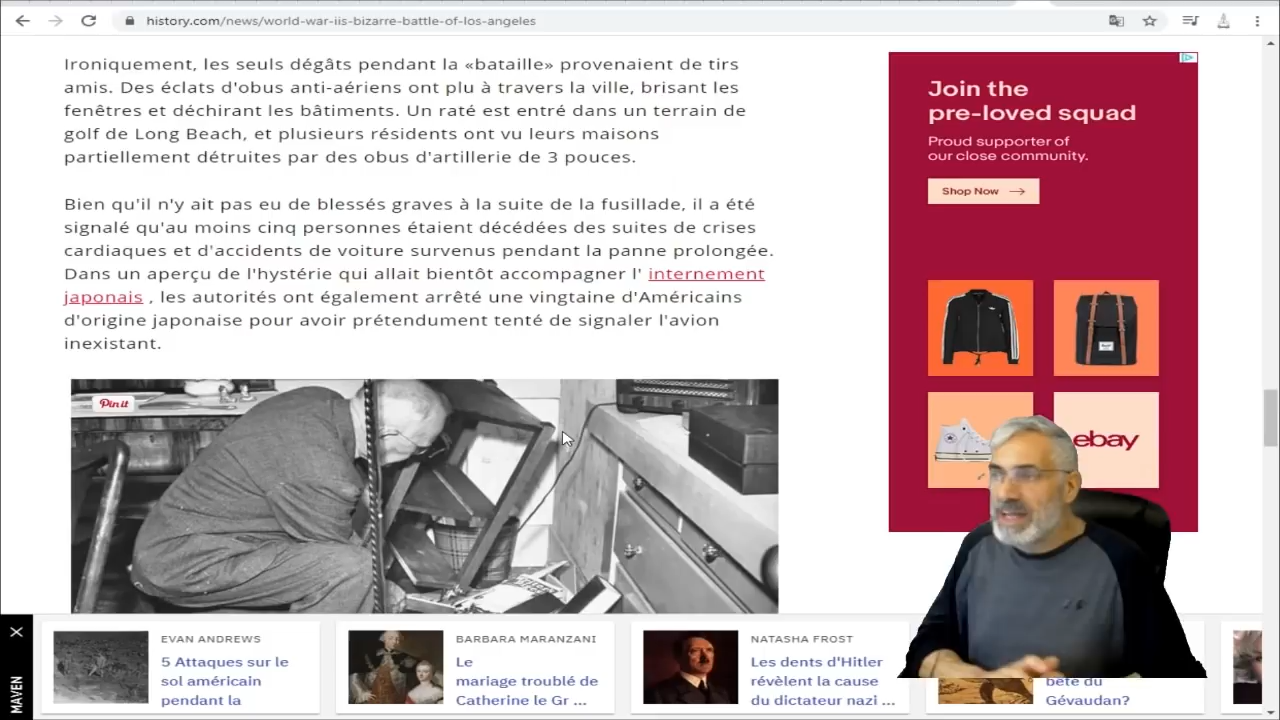 history.com/news/world-war-iis-bizarre-battle-of-los-angeles
Ironiquement, les seuls dégâts pendant la «bataille» provenaient de tirs
amis. Des éclats d'obus anti-aériens ont plu à travers la ville, brisant les
fenêtres et déchirant les bâtiments. Un raté est entré dans un terrain de
golf de Long Beach, et plusieurs résidents ont vu leurs maisons
partiellement détruites par des obus d'artillerie de 3 pouces.
Bien qu'il n'y ait pas eu de blessés graves à la suite de la fusillade, il a été
signalé qu'au moins cinq personnes étaient décédées des suites de crises
cardiaques et d'accidents de voiture survenus pendant la panne prolongée.
Dans un aperçu de l'hystérie qui allait bientôt accompagner l' internement
japonais , les autorités ont également arrêté une vingtaine d'Américains
d'origine japonaise pour avoir prétendument tenté de signaler l'avion
inexistant.
Pin it
Join the
pre-loved squad
Proud supporter of
our close community.
Shop Now
ebay
MAVEN
EVAN ANDREWS
5 Attaques sur le
sol américain
pendant la
BARBARA MARANZANI
Le
mariage troublé de
Catherine le Gr ...
NATASHA FROST
Les dents d'Hitler
révèlent la cause
du dictateur nazi ...
bête du
Gévaudan?